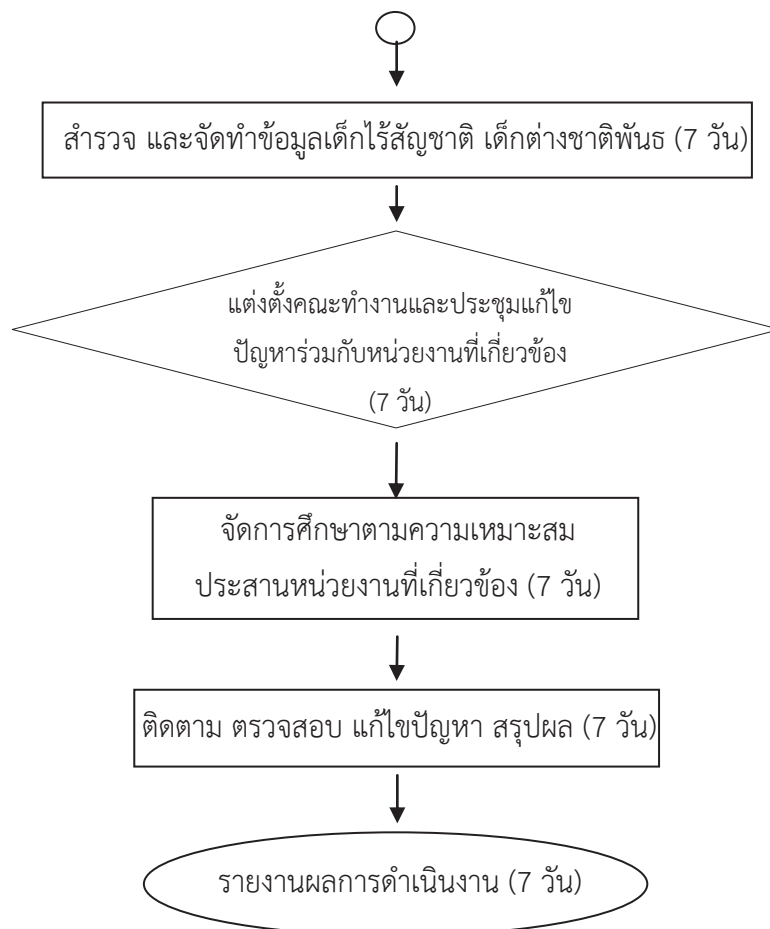 สำรวจ และจัดทำข้อมูลเด็กไร้สัญชาติ เด็กต่างชาติพันธ (7 วัน)
แต่งตั้งคณะทำงานและประชุมแก้ไข
ปัญหาร่วมกับหน่วยงานที่เกี่ยวข้อง
(7 วัน)
จัดการศึกษาตามความเหมาะสม
ประสานหน่วยงานที่เกี่ยวข้อง (7 วัน)
ติดตาม ตรวจสอบ แก้ไขปัญหา สรุปผล (7 วัน)
รายงานผลการดำเนินงาน (7 วัน)